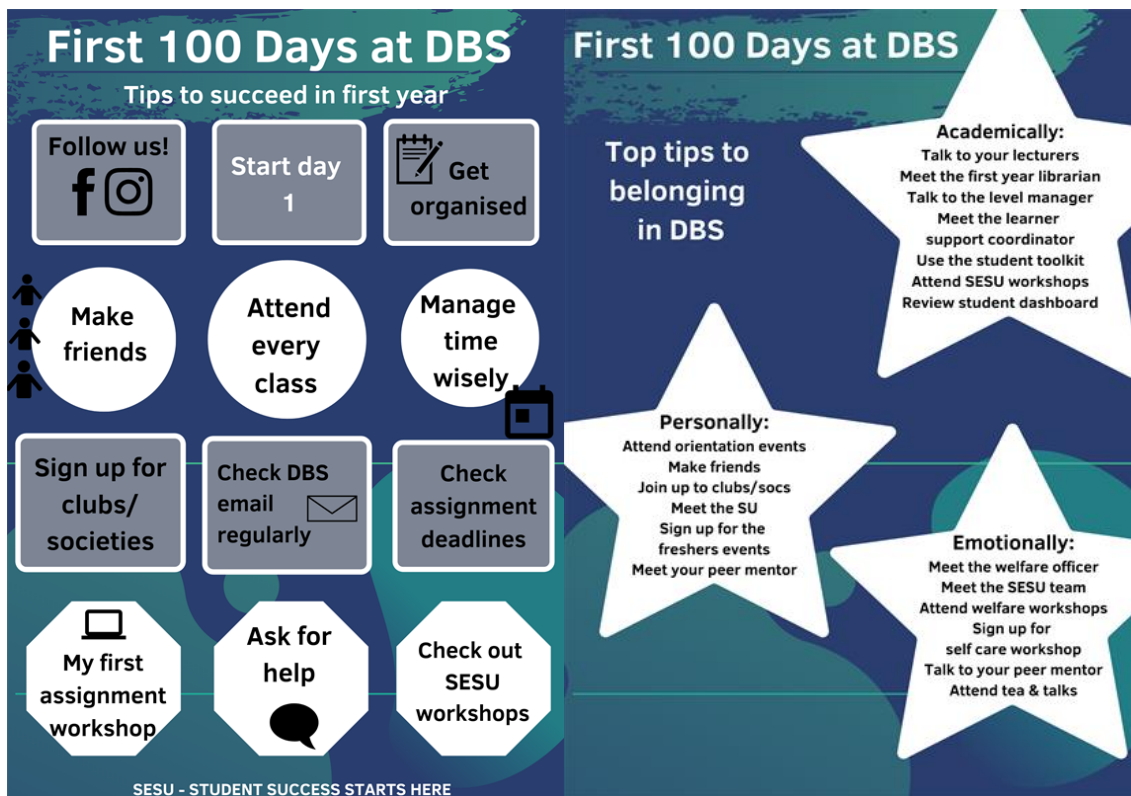 First 100 Days at DBS
Tips to succeed in first year
Follow us!
Start day
1
Get
organised
Make
friends
Attend
every
class
Manage
time
wisely
Sign up for
clubs/
societies
Check DBS
email
regularly
Check
assignment
deadlines
My first
assignment
workshop
Ask for
help
Check out
SESU
workshops
SESU - STUDENT SUCCESS STARTS HERE
First 100 Days at DBS
Top tips to
belonging
in DBS
Academically:
Talk to your lecturers
Meet the first year librarian
Talk to the level manager
Meet the learner
support coordinator
Use the student toolkit
Attend SESU workshops
Review student dashboard
Personally:
Attend orientation events
Make friends
Join up to clubs/socs
Meet the SU
Sign up for the
freshers events
Meet your peer mentor
Emotionally:
Meet the welfare officer
Meet the SESU team
Attend welfare workshops
Sign up for
self care workshop
Talk to your peer mentor
Attend tea & talks